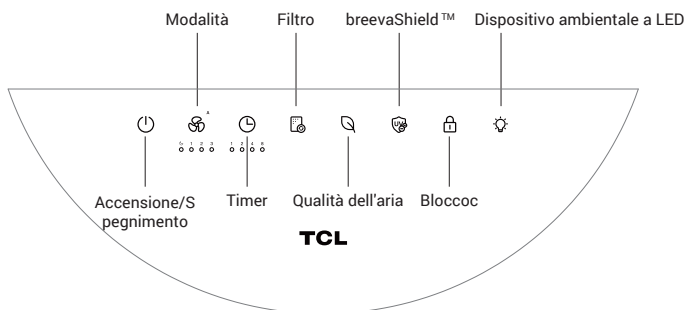 Modalità Filtro breevaShield™ Dispositivo ambientale a LED
A
UV
1 2 3 1 2 4 8
Accensione/S
pegnimento
Timer Qualità dell'aria Bloccoc
TCL